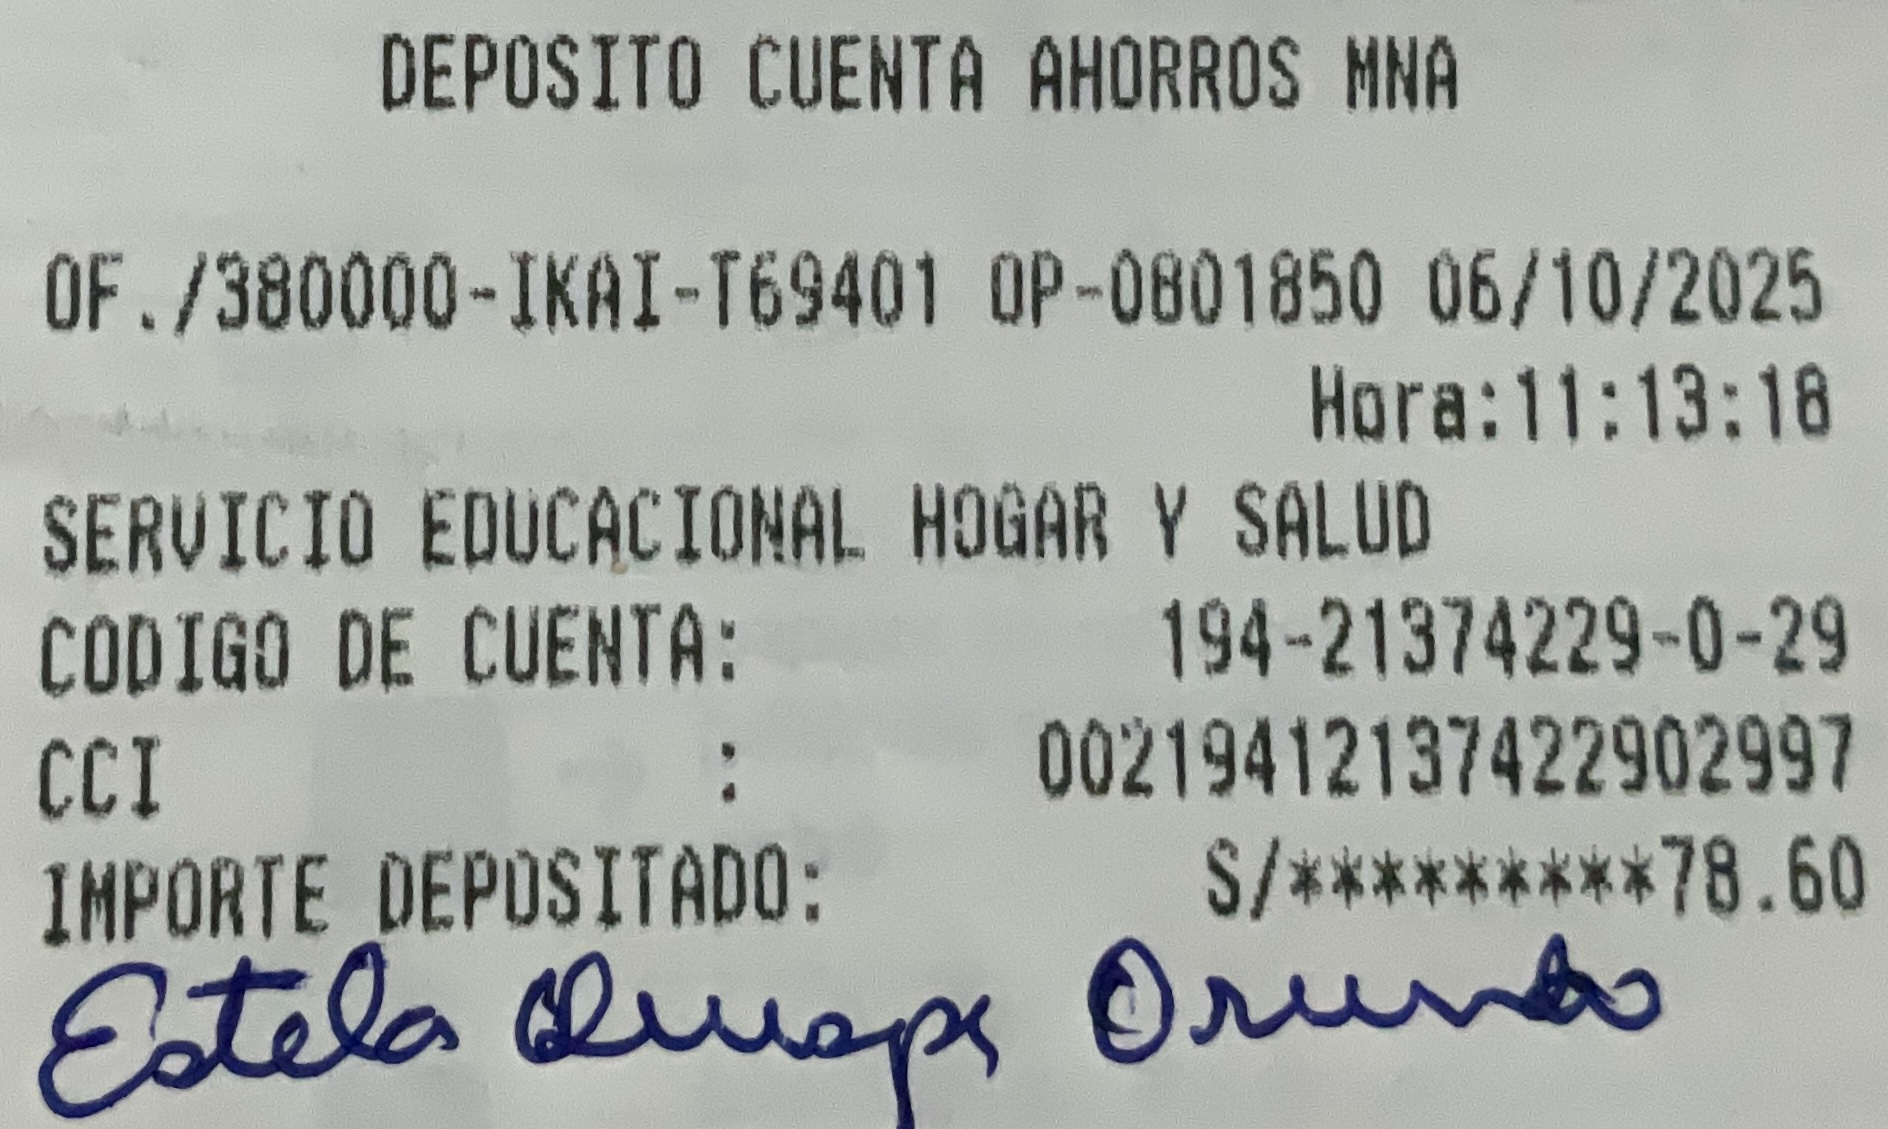 DEPOSITO CUENTA AHORROS MNA
OF./380000-IKAI-T69401 OP-0801850 06/10/2025
Hora:11:13:18
SERVICIO EDUCACIONAL HOGAR Y SALUD
CODIGO DE CUENTA: 194-21374229-0-29
CCI : 00219412137422902997
IMPORTE DEPOSITADO: S/*********78.60
Estela